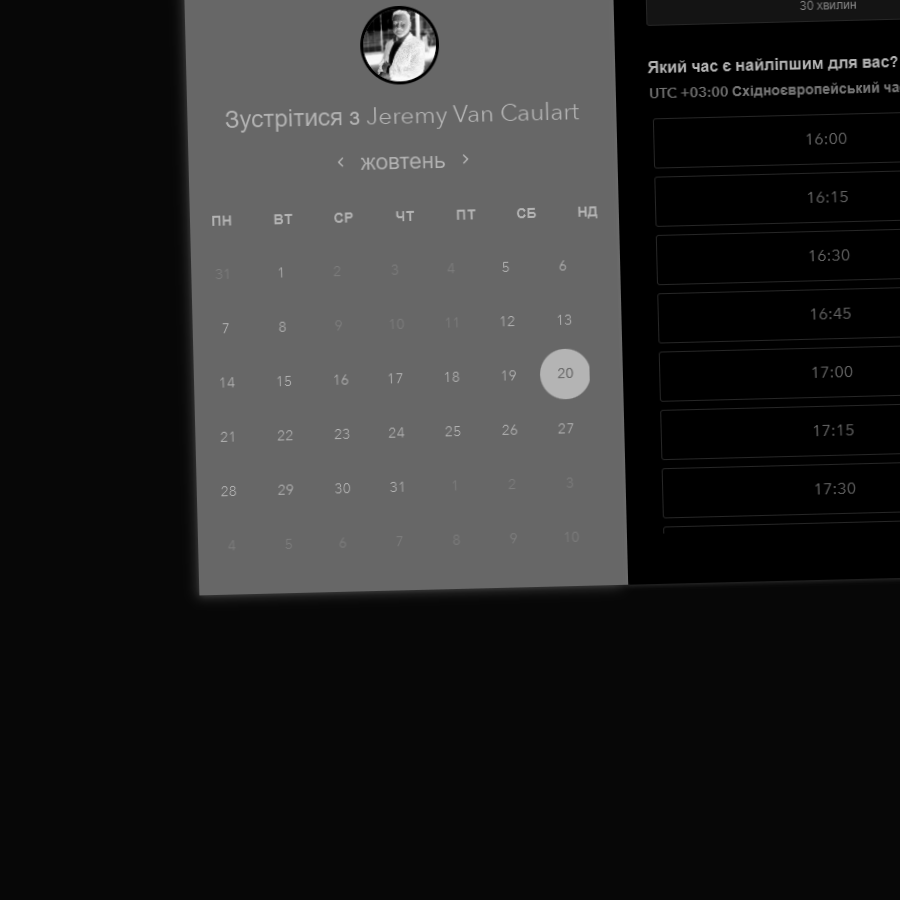 Зустрітися з Jeremy Van Caulart
жовтень
ПН ВТ СР ЧТ ПТ СБ НД
31 1 2 3 4 5 6
7 8 9 10 11 12 13
14 15 16 17 18 19 20
21 22 23 24 25 26 27
28 29 30 31 1 2 3
4 5 6 7 8 9 10
30 хвилин
Який час є найліпшим для вас?
UTC +03:00 Східноєвропейський
16:00
16:15
16:30
16:45
17:00
17:15
17:30